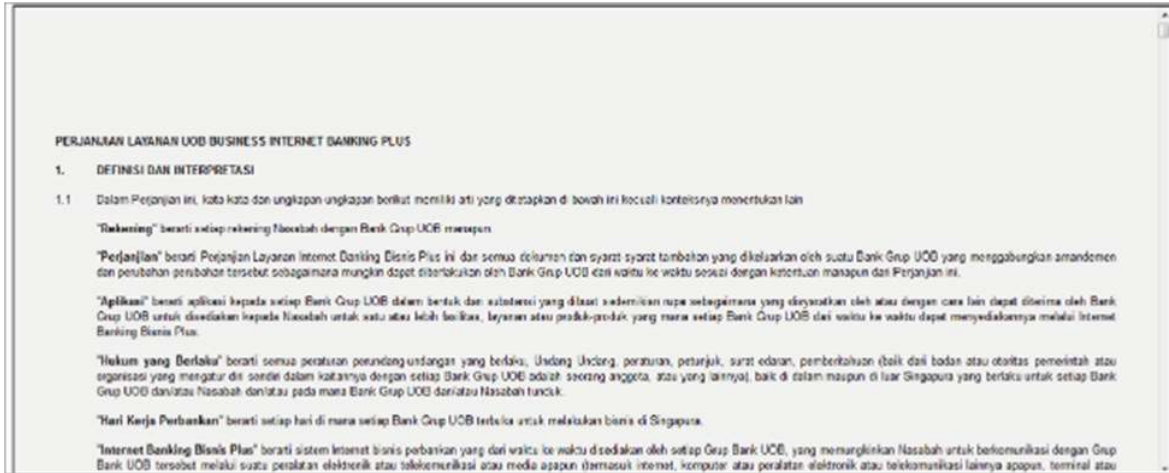 PERJANJIAN LAYANAN UOB BUSINESS INTERNET BANKING PLUS
1. DEFINISI DAN INTERPRETASI
1.1 Dalam Perjanjian ini, kata kata dan ungkapan ungkapan berikut memiliki arti yang ditetapkan di bawah ini kecuali konteksnya menentukan lain
"Rekening" berarti setiap rekening Nasabah dengan Bank Grup UOB manapun
"Perjanjian" berarti Perjanjian Layanan Internet Banking Bisnis Plus ini dan semua dokumen dan syarat syarat tambahan yang dikeluarkan oleh suatu Bank Grup UOB yang menggabungkan amandemen
dan perubahan perubahan tersebut sebagaimana mungkin dapat diberlakukan oleh Bank Grup UOB dari waktu ke waktu sesuai dengan ketentuan manapun dari Perjanjian ini.
"Aplikasi" berarti aplikasi kepada setiap Bank Grup UOB dalam bentuk dan substansi yang dibuat sedemikian rupa sebagaimana yang disyaratkan oleh atau dengan cara lain dapat diterima oleh Bank
Grup UOB untuk disediakan kepada Nasabah untuk satu atau lebih fasilitas, layanan atau produk-produk yang mana setiap Bank Grup UOB dari waktu ke waktu dapat menyediakannya melalui Internet
Banking Bisnis Plus.
"Hukum yang Berlaku" berarti semua peraturan perundang-undangan yang berlaku, Undang Undang, peraturan, petunjuk, surat edaran, pemberitahuan (baik dari badan atau otoritas pemerintah atau
organisasi yang mengatur diri sendiri dalam kaitannya dengan setiap Bank Grup UOB adalah seorang anggota, atau yang lainnya), baik di dalam maupun di luar Singapura yang berlaku untuk setiap Bank
Grup UOB dan/atau Nasabah dan/atau pada mana Bank Grup UOB dan/atau Nasabah tunduk.
"Hari Kerja Perbankan" berarti setiap hari di mana setiap Bank Grup UOB terbuka untuk melakukan bisnis di Singapura.
"Internet Banking Bisnis Plus" berarti sistem Internet bisnis perbankan yang dari waktu ke waktu disediakan oleh setiap Grup Bank UOB, yang memungkinkan Nasabah untuk berkomunikasi dengan Grup
Bank UOB tersebut melalui suatu peralatan elektronik atau telekomunikasi atau media apapun (termasuk internet, komputer atau peralatan elektronik atau telekomunikasi lainnya apapun, terminal atau